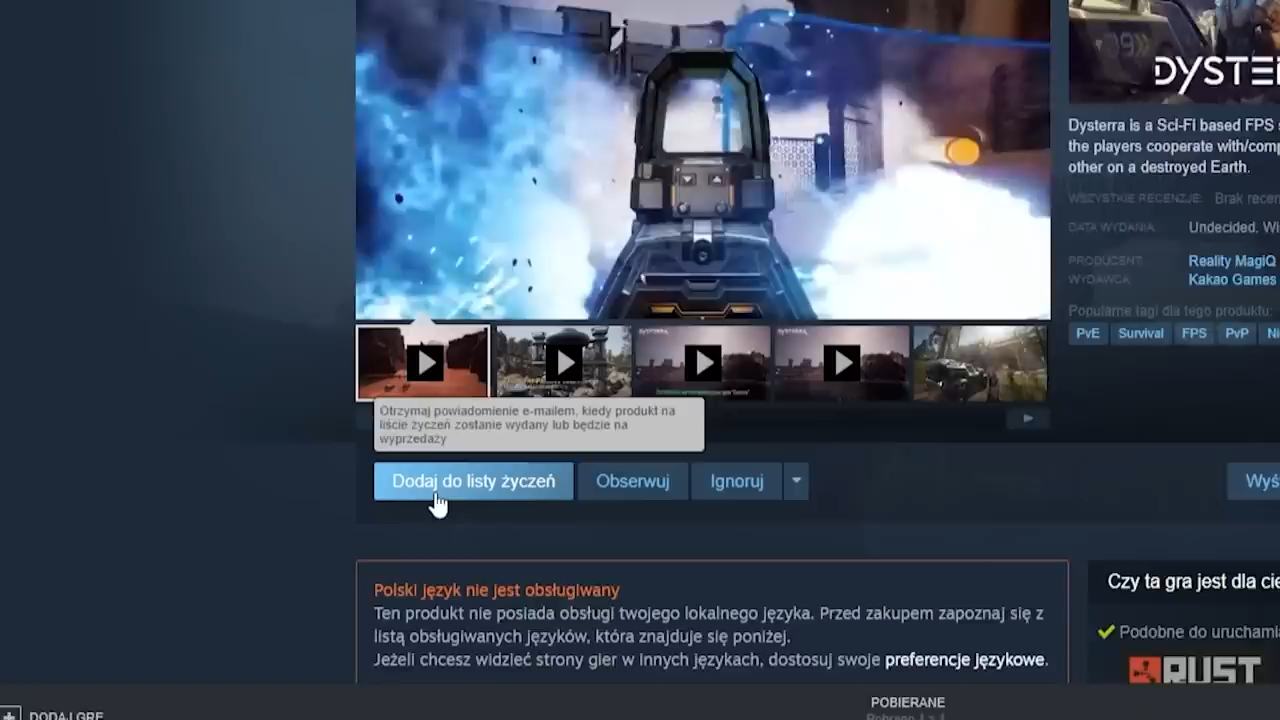 DYSTE
Dysterra is a Sci-Fi based FPS
the players cooperate with/comp
other on a destroyed Earth.
WSZYSTKIE RECENZJE: Brak recen
DATA WYDANIA: Undecided. Wi
PRODUCENT: Reality MagiQ
WYDAWCA: Kakao Games
Popularne tagi dla tego produktu:
PvE Survival FPS PvP Ni
Otrzymaj powiadomienie e-mailem, kiedy produkt na
liście życzeń zostanie wydany lub będzie na
wyprzedaży
Dodaj do listy życzeń Obserwuj Ignoruj Wyś
Polski język nie jest obsługiwany
Ten produkt nie posiada obsługi twojego lokalnego języka. Przed zakupem zapoznaj się z
listą obsługiwanych języków, która znajduje się poniżej.
Jeżeli chcesz widzieć strony gier w innych językach, dostosuj swoje preferencje językowe.
Czy ta gra jest dla cie
Podobne do uruchamia
RUST
DODAJ GRĘ
POBIERANE